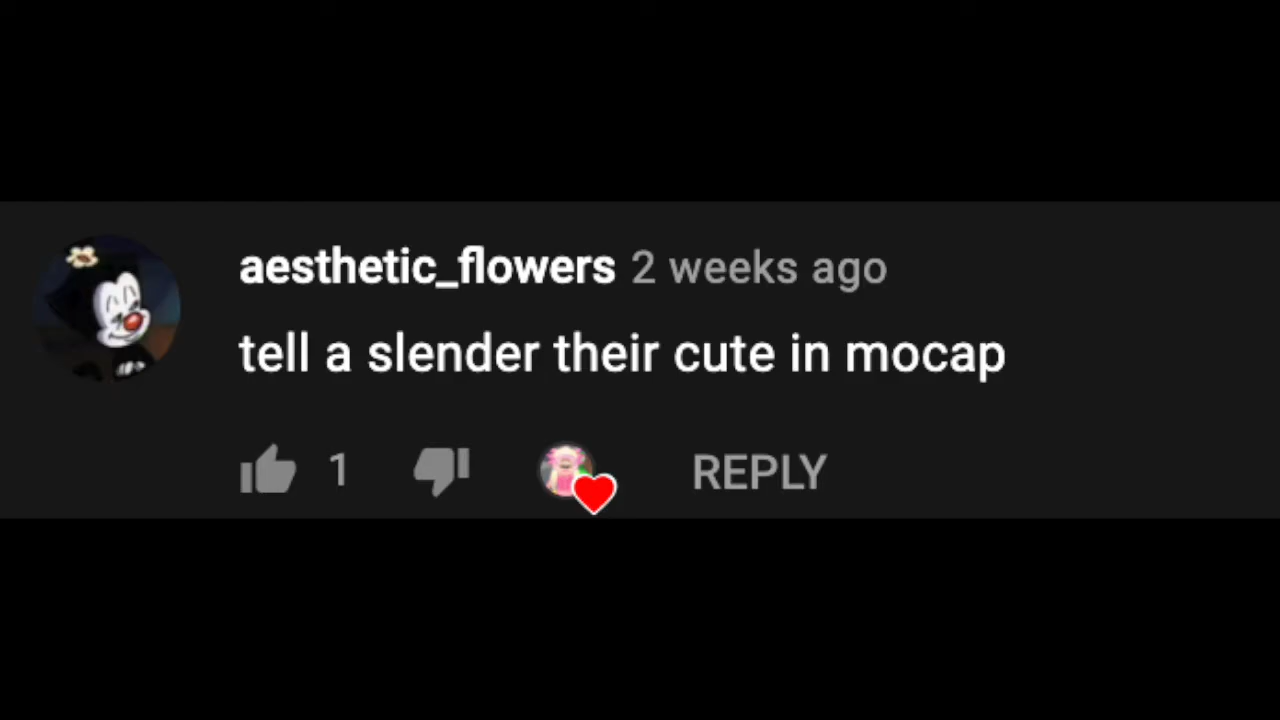 aesthetic_flowers 2 weeks ago
tell a slender their cute in mocap
1 REPLY